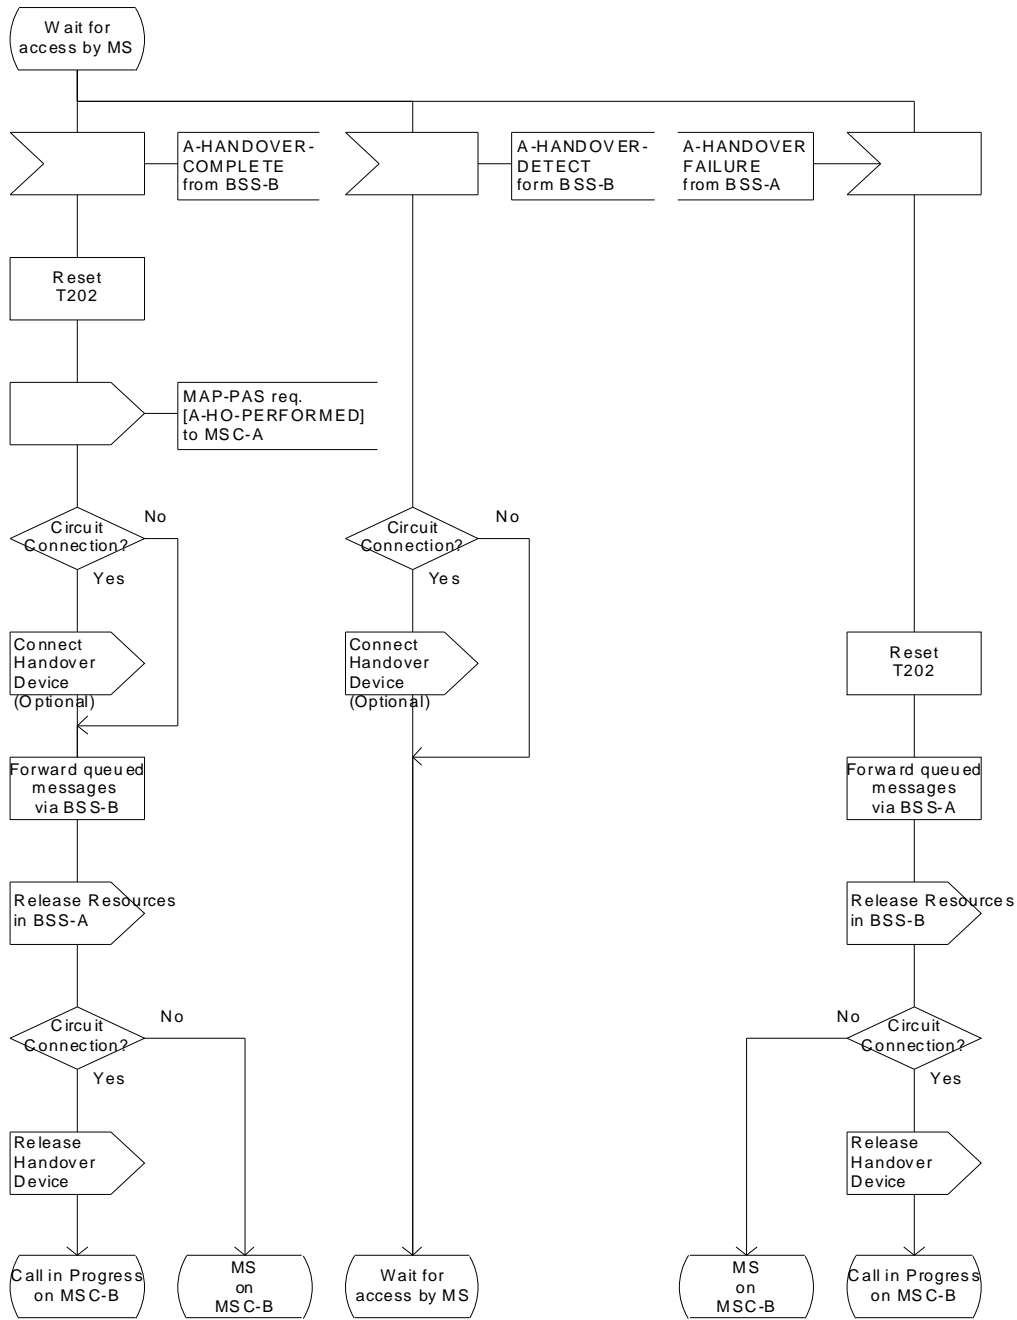 Wait for
access by MS
A-HANDOVER-
COMPLETE
from BSS-B
A-HANDOVER-
DETECT
form BSS-B
A-HANDOVER
FAILURE
from BSS-A
Reset
T202
MAP-PAS req.
[A-HO-PERFORMED]
to MSC-A
Circuit
Connection?
No
Yes
Circuit
Connection?
No
Yes
Connect
Handover
Device
(Optional)
Connect
Handover
Device
(Optional)
Reset
T202
Forward queued
messages
via BSS-B
Forward queued
messages
via BSS-A
Release Resources
in BSS-A
Release Resources
in BSS-B
Circuit
Connection?
No
Yes
No
Circuit
Connection?
Yes
Release
Handover
Device
Release
Handover
Device
Call in Progress
on MSC-B
MS
on
MSC-B
Wait for
access by MS
MS
on
MSC-B
Call in Progress
on MSC-B